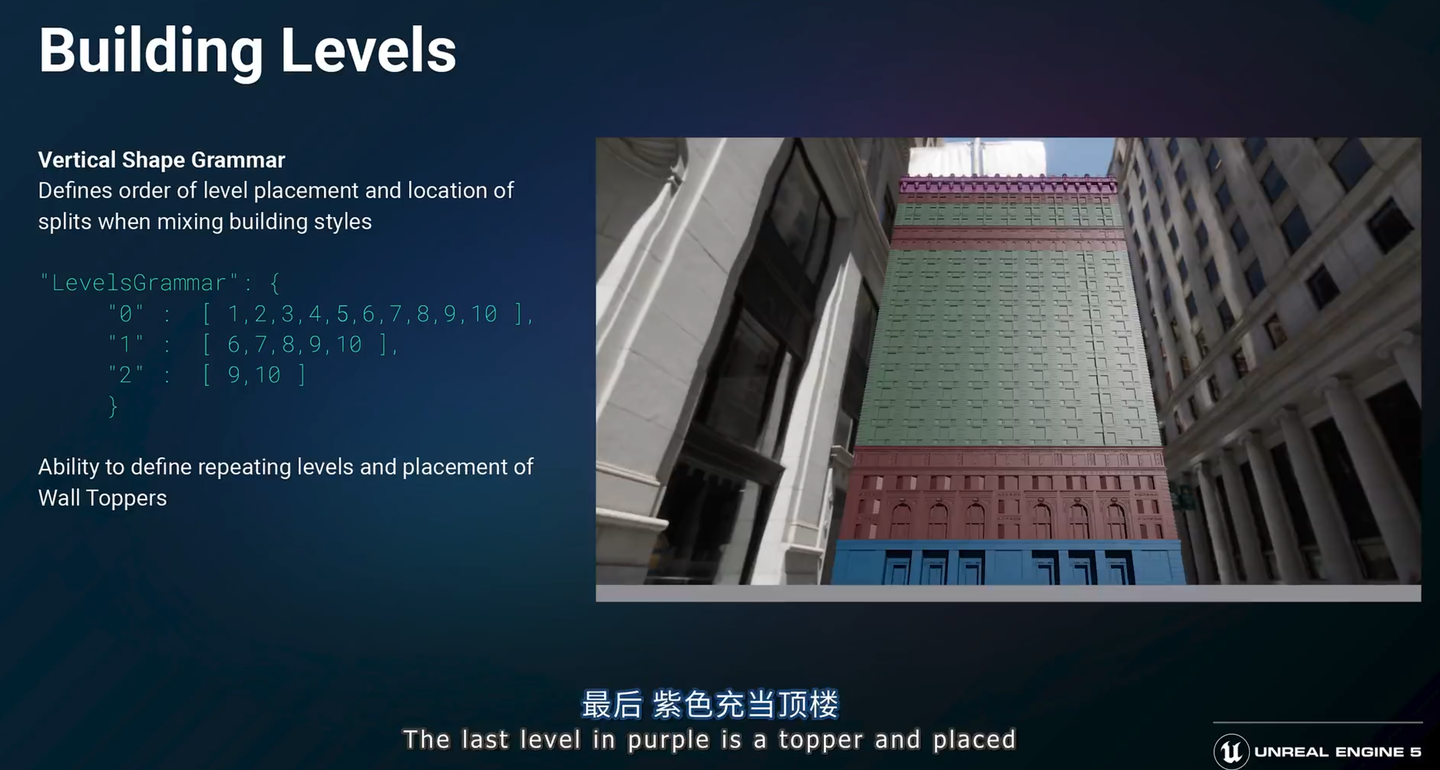 Building Levels
Vertical Shape Grammar
Defines order of level placement and location of
splits when mixing building styles
"LevelsGrammar": {
"0" : [ 1,2,3,4,5,6,7,8,9,10 ],
"1" : [ 6,7,8,9,10 ],
"2" : [ 9,10 ]
}
Ability to define repeating levels and placement of
Wall Toppers
最后 紫色充当顶楼
The last level in purple is a topper and placed
UNREAL ENGINE 5